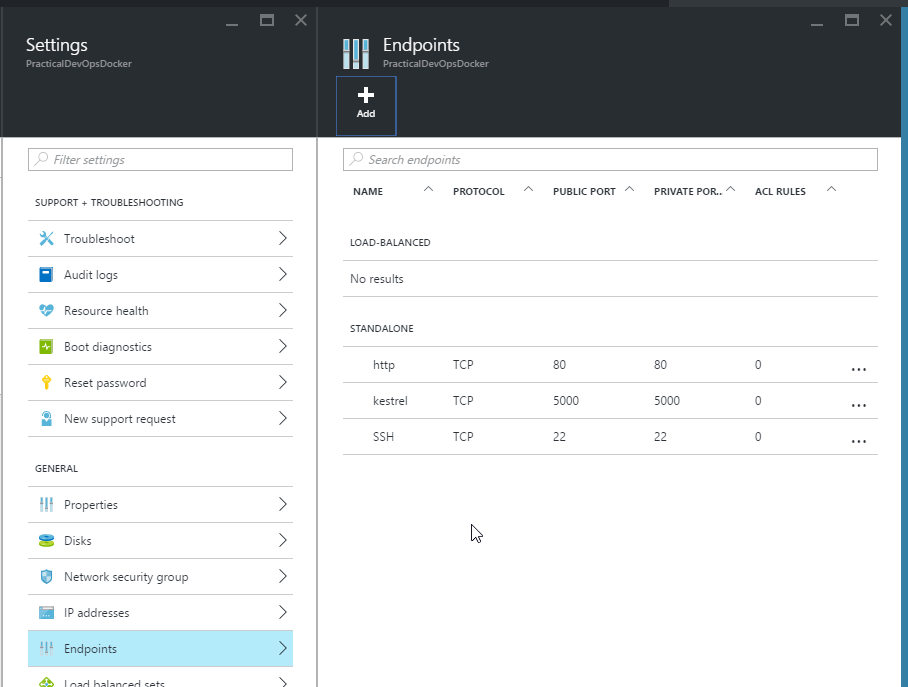 Settings
PracticalDevOpsDocker
Filter settings
SUPPORT + TROUBLESHOOTING
Troubleshoot
Audit logs
Resource health
Boot diagnostics
Reset password
New support request
GENERAL
Properties
Disks
Network security group
IP addresses
Endpoints
Load balanced sets
Endpoints
PracticalDevOpsDocker
Add
Search endpoints
NAME PROTOCOL PUBLIC PORT PRIVATE POR.. ACL RULES
LOAD-BALANCED
No results
STANDALONE
http TCP 80 80 0 ...
kestrel TCP 5000 5000 0 ...
SSH TCP 22 22 0 ...